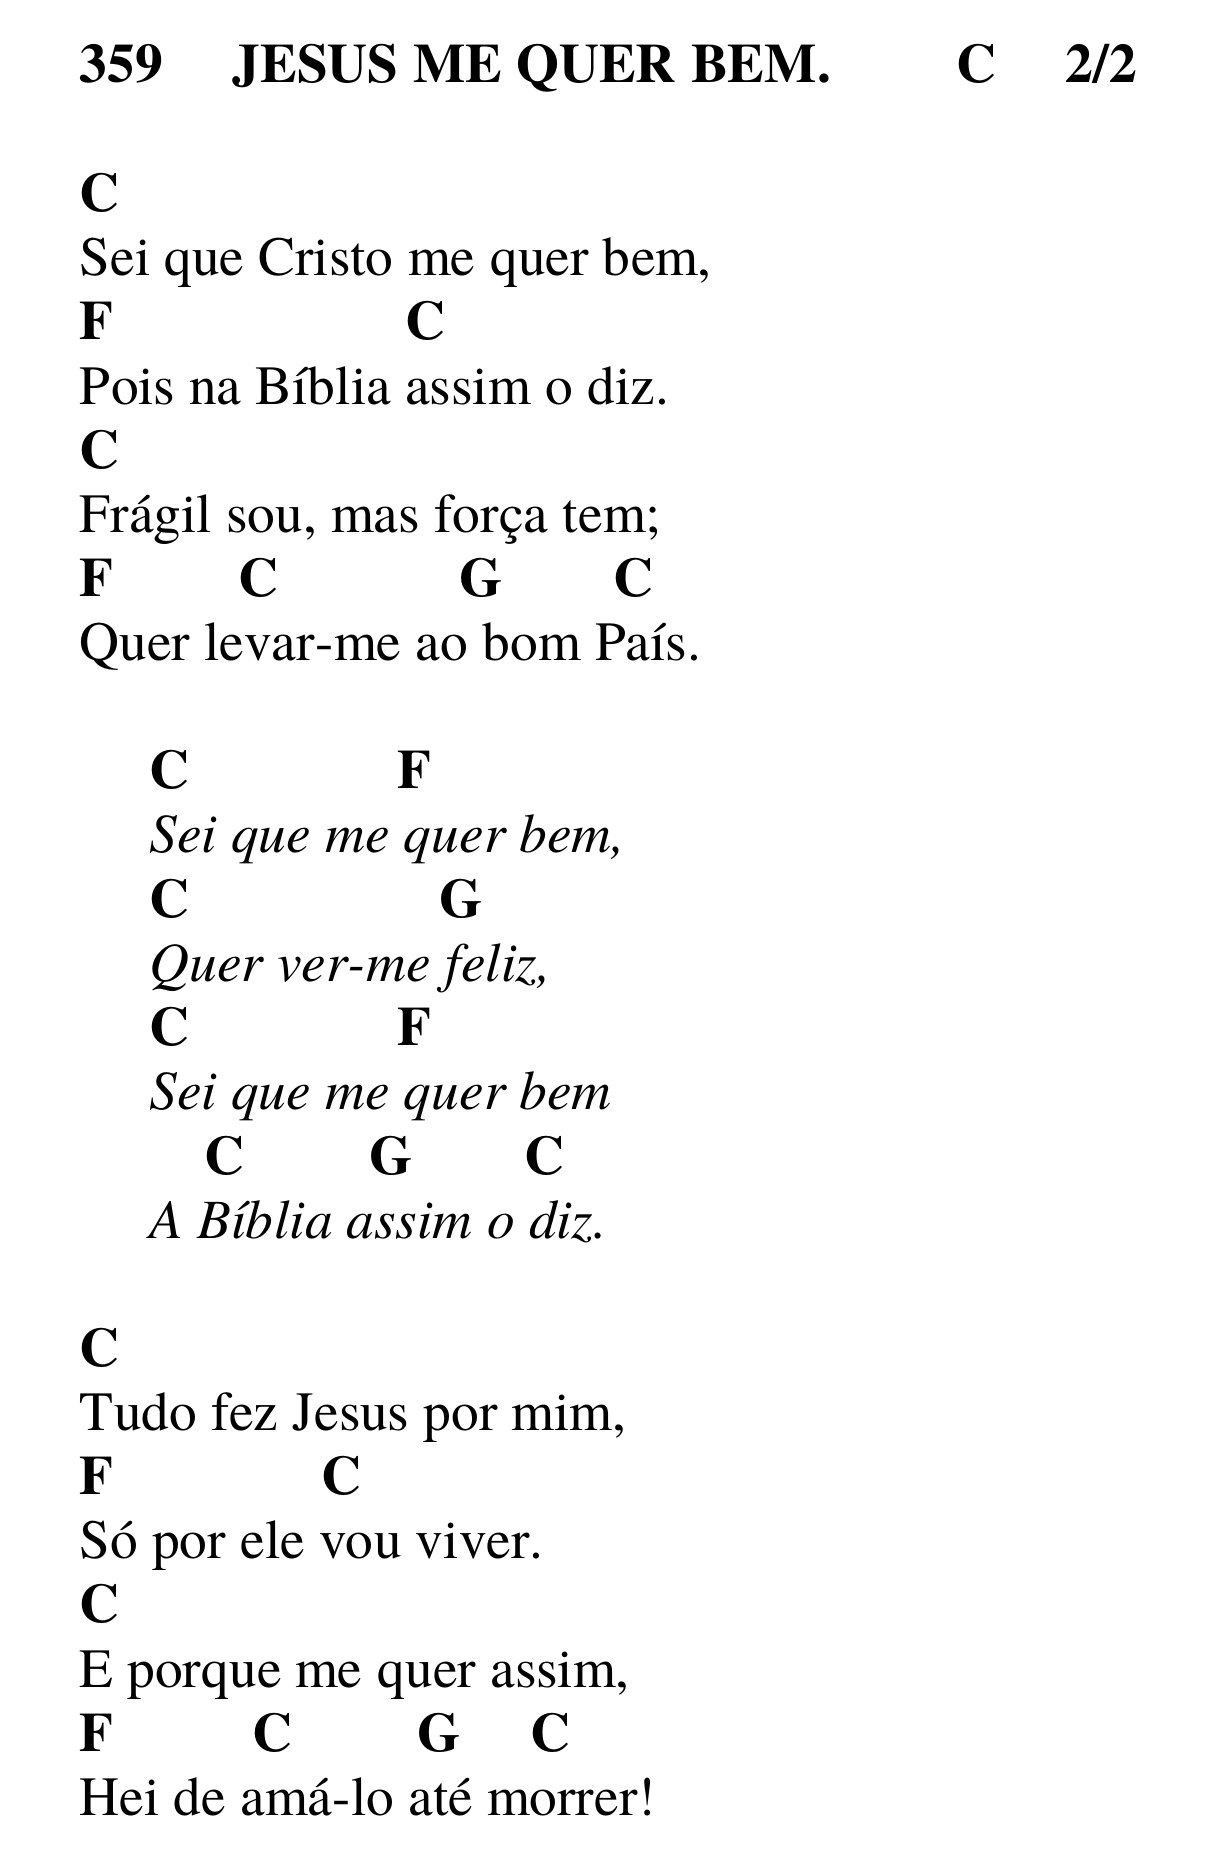 359 JESUS ME QUER BEM. C 2/2
C
Sei que Cristo me quer bem,
F C
Pois na Bíblia assim o diz.
C
Frágil sou, mas força tem;
F C G C
Quer levar-me ao bom País.
C F
Sei que me quer bem,
C G
Quer ver-me feliz,
C F
Sei que me quer bem
C G C
A Bíblia assim o diz.
C
Tudo fez Jesus por mim,
F C
Só por ele vou viver.
C
E porque me quer assim,
F C G C
Hei de amá-lo até morrer!